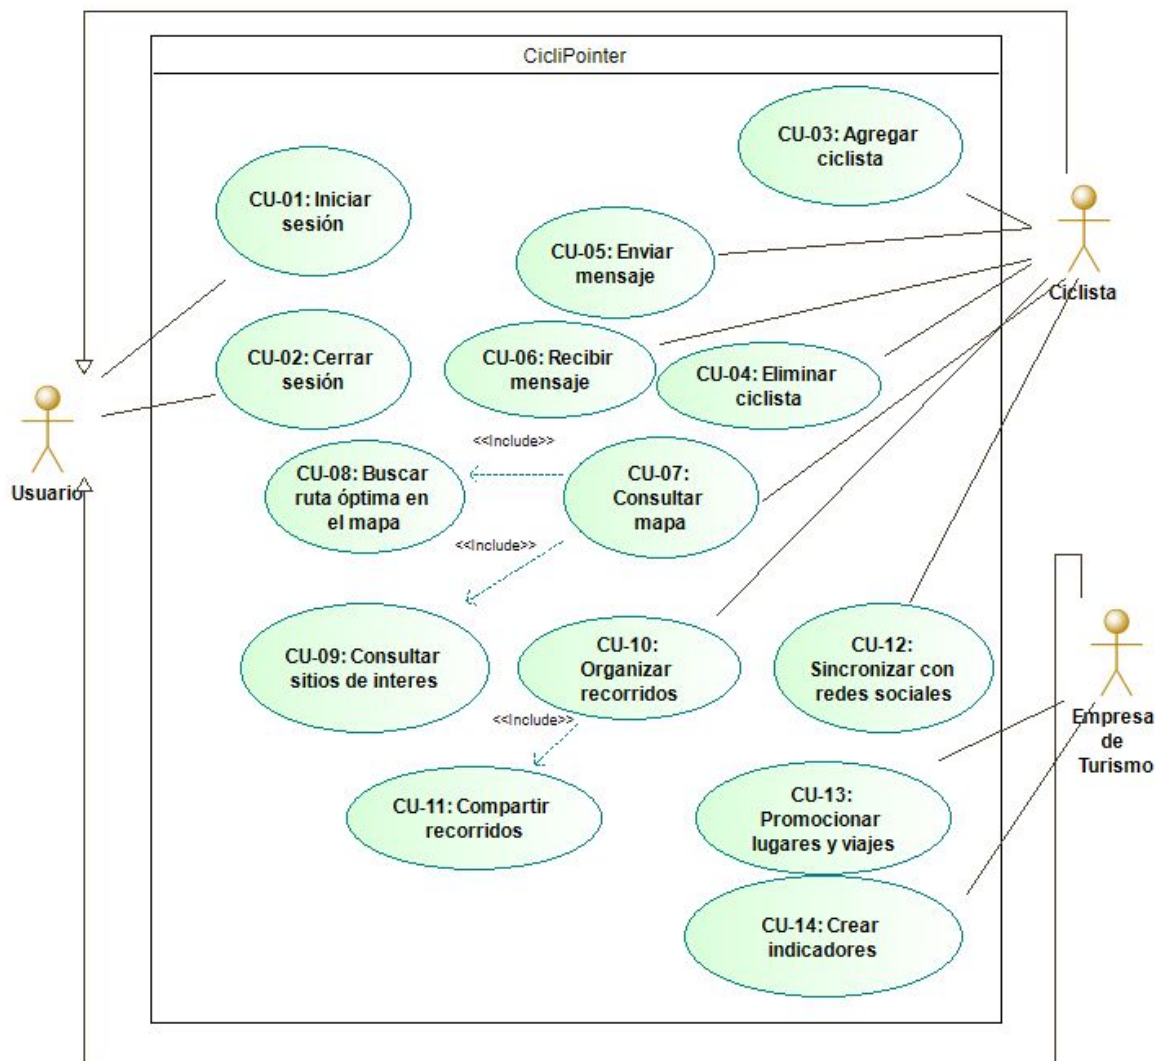 CicliPointer
CU-03: Agregar
ciclista
CU-01: Iniciar
sesión
CU-05: Enviar
mensaje
Ciclista
CU-02: Cerrar
sesión
CU-06: Recibir
mensaje
CU-04: Eliminar
ciclista
Usuario
<<Include>>
CU-08: Buscar
ruta óptima en
el mapa
CU-07:
Consultar
mapa
<<Include>>
CU-09: Consultar
sitios de interes
CU-10:
Organizar
recorridos
CU-12:
Sincronizar con
redes sociales
<<Include>>
Empresa
de
Turismo
CU-11: Compartir
recorridos
CU-13:
Promocionar
lugares y viajes
CU-14: Crear
indicadores